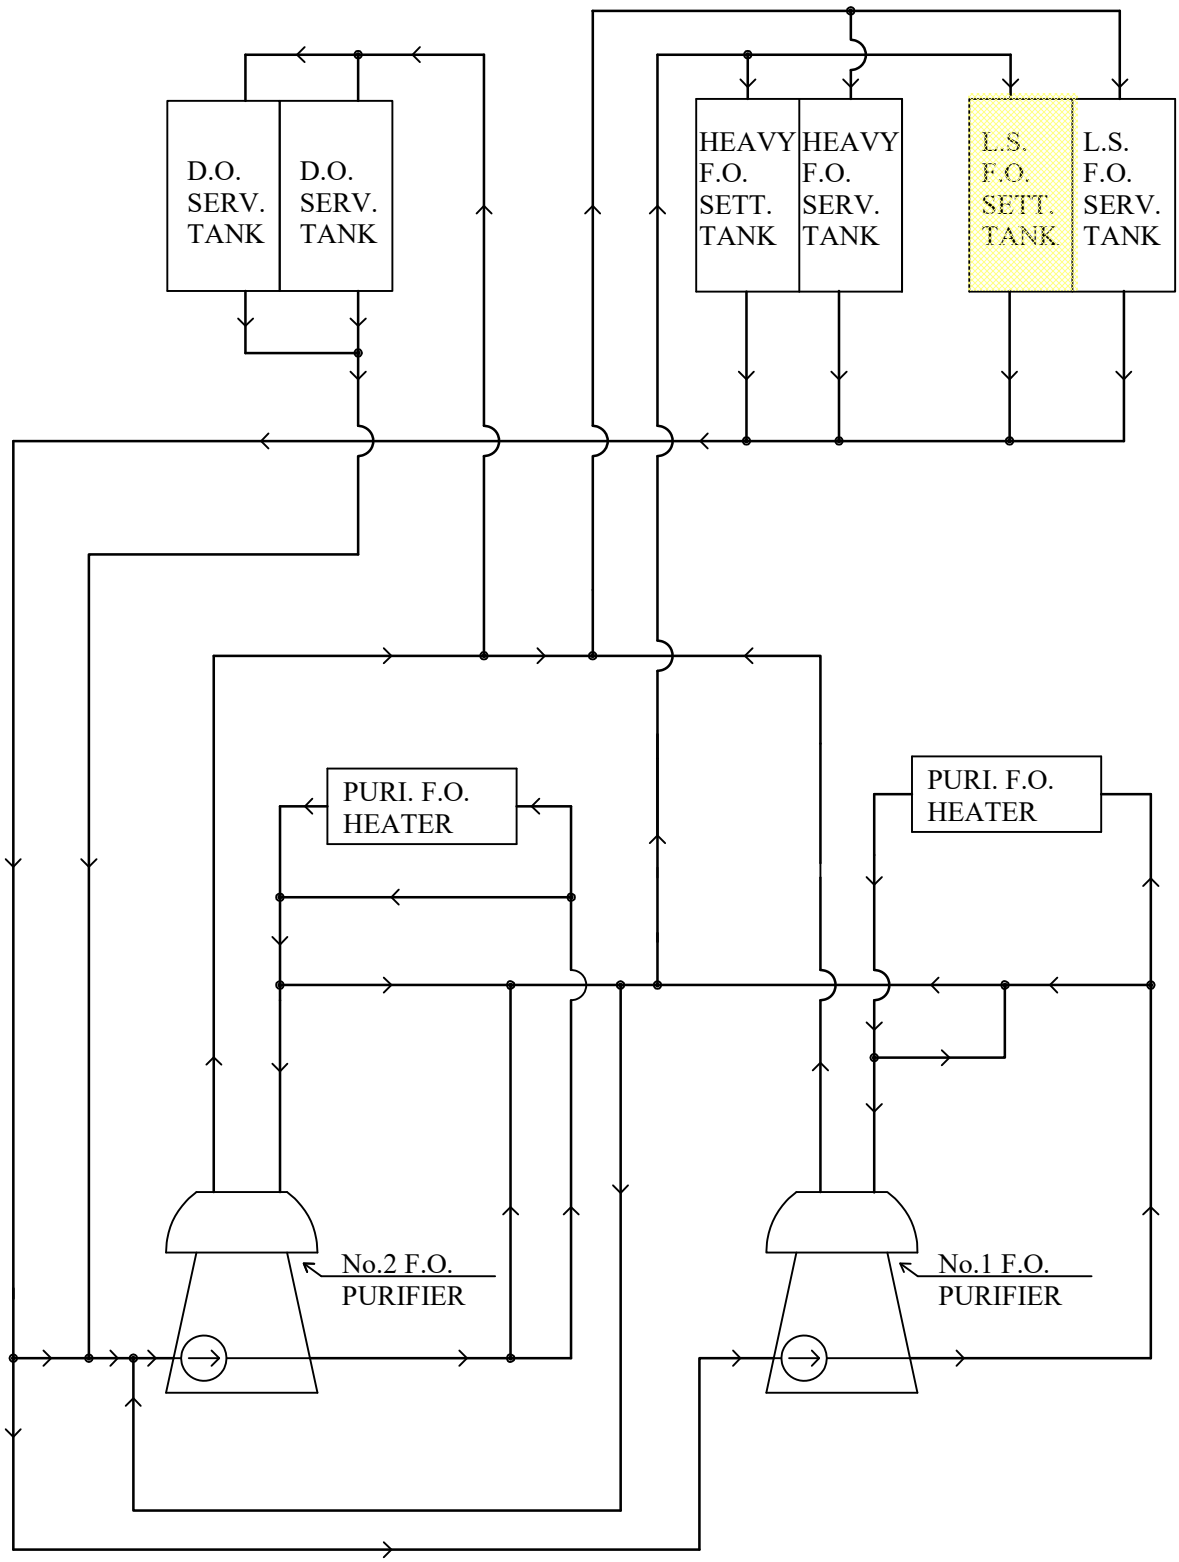 D.O.
SERV.
TANK
D.O.
SERV.
TANK
HEAVY
F.O.
SETT.
TANK
HEAVY
F.O.
SERV.
TANK
L.S.
F.O.
SETT.
TANK
L.S.
F.O.
SERV.
TANK
PURI. F.O.
HEATER
PURI. F.O.
HEATER
No.2 F.O.
PURIFIER
No.1 F.O.
PURIFIER